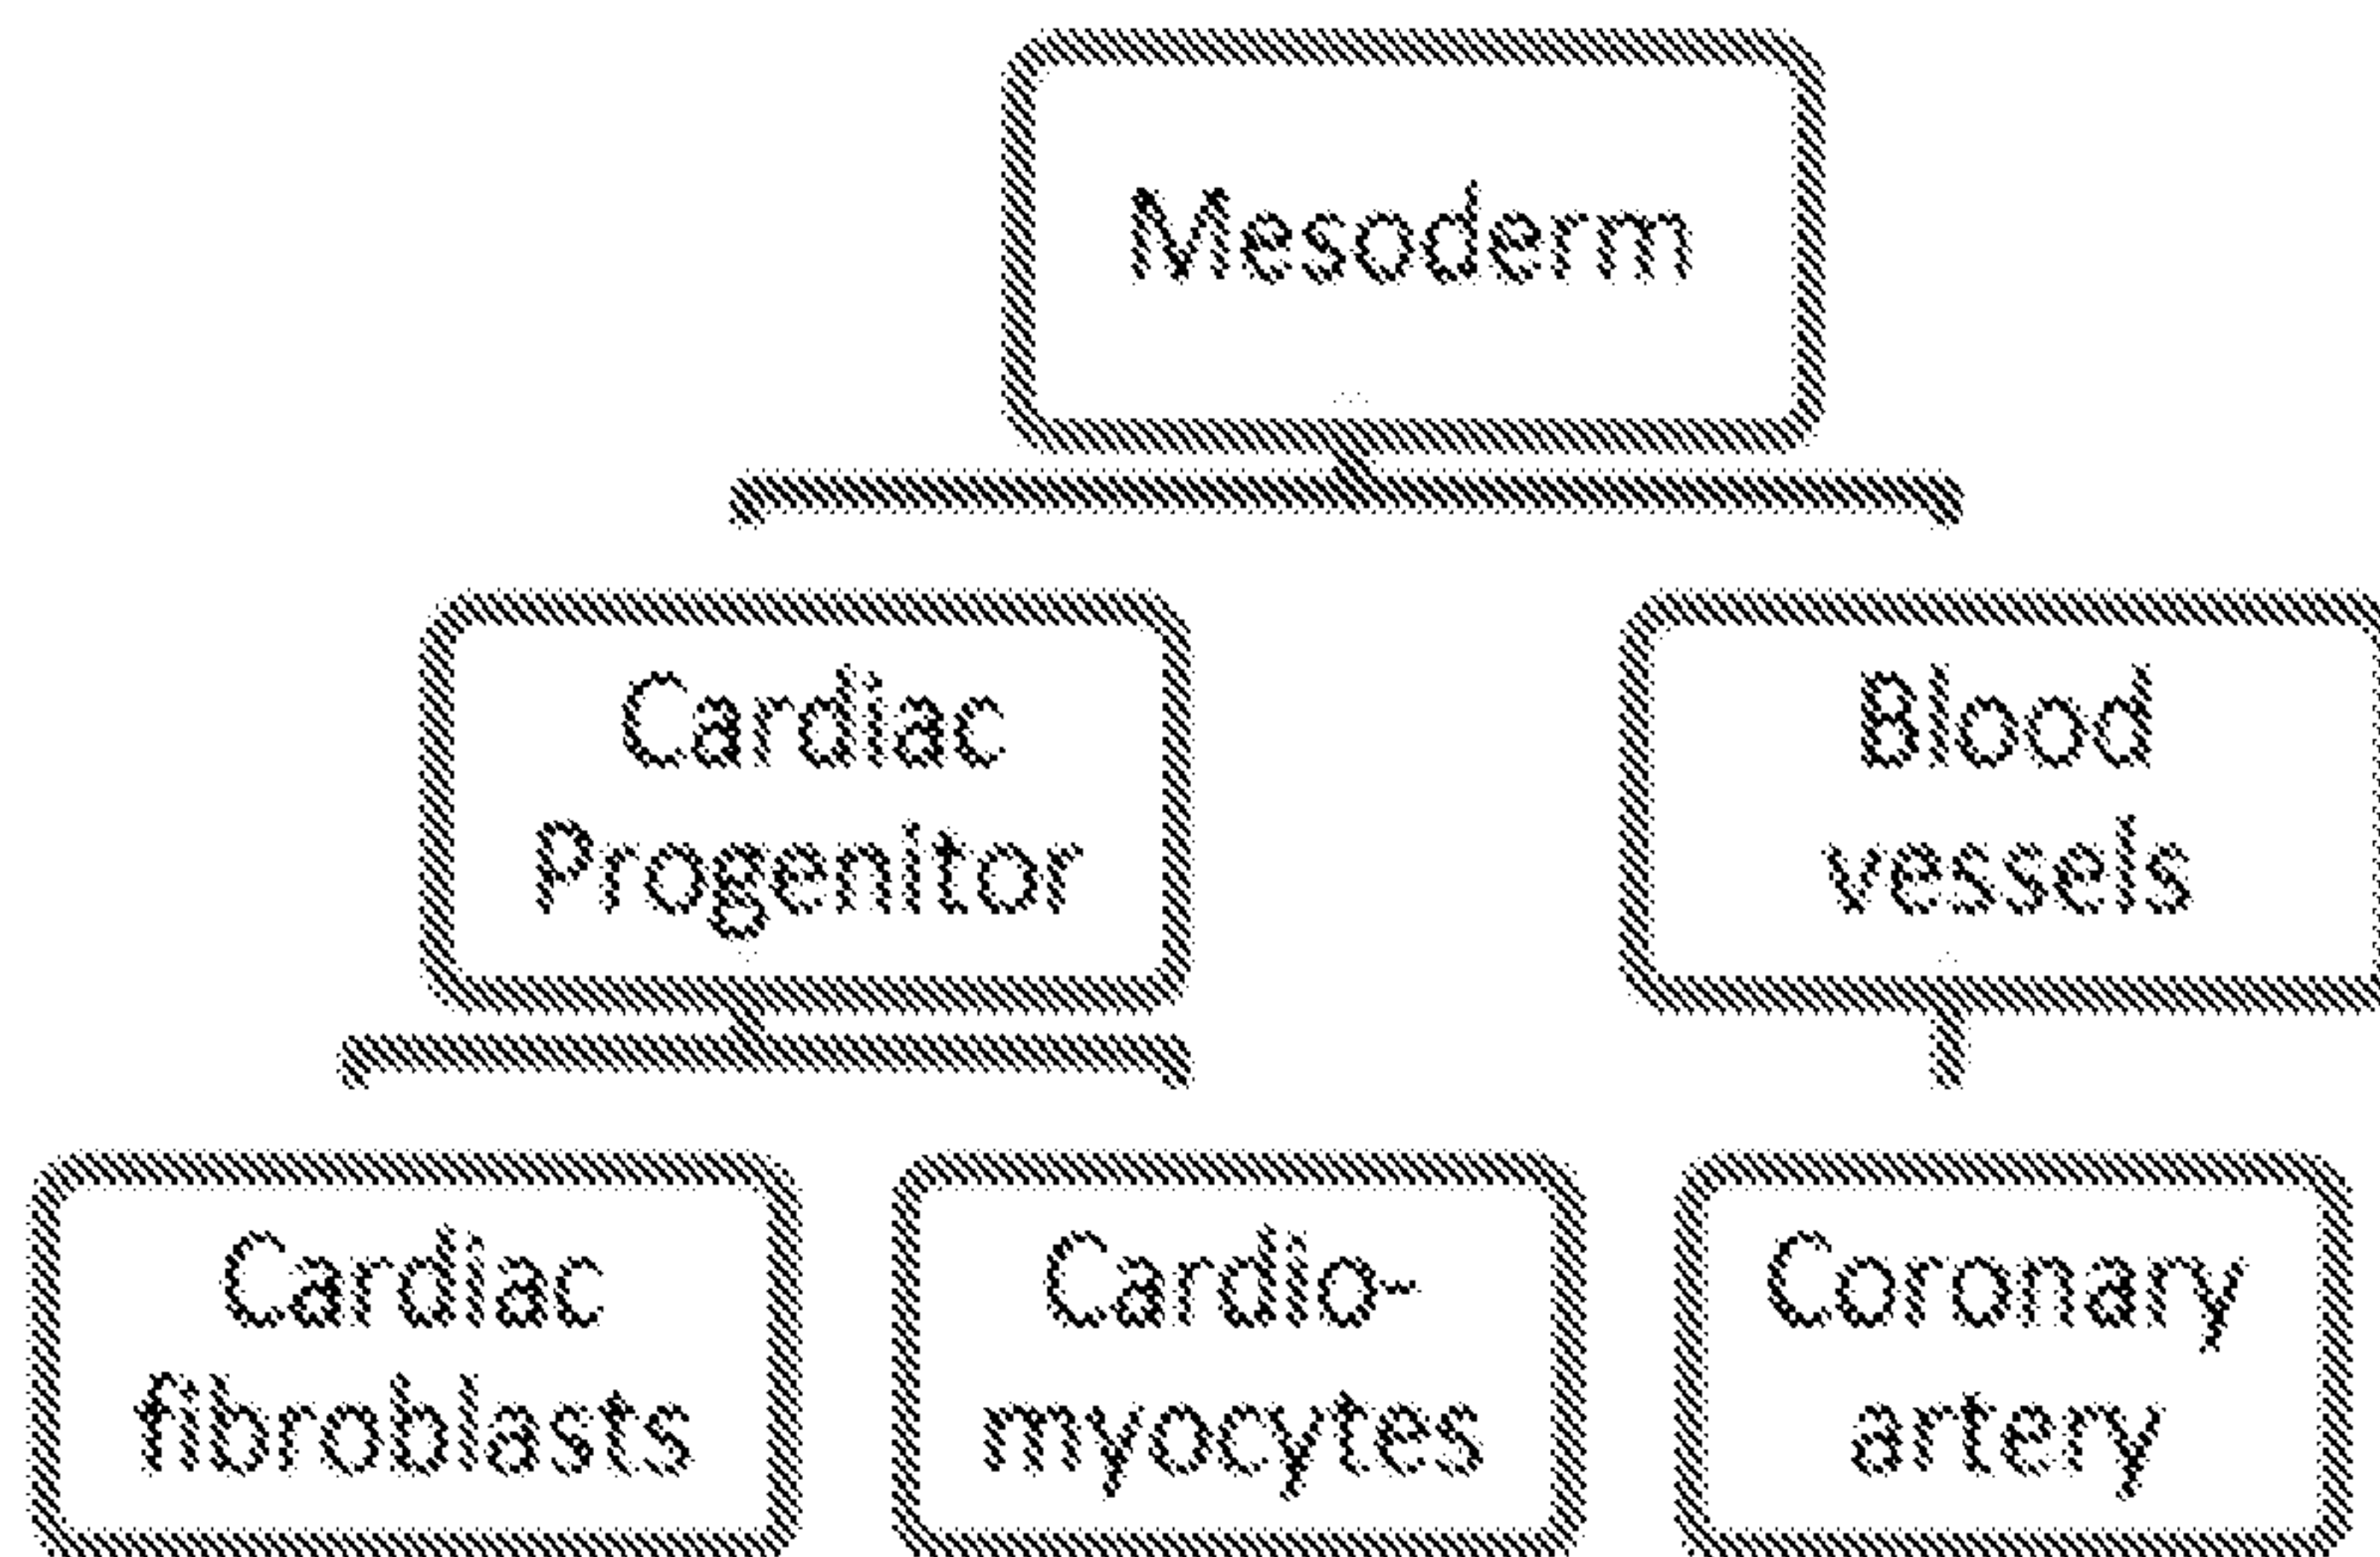 Mesoderm
Cardiac
Progenitor
Blood
vessels
Cardiac
fibroblasts
Cardio-
myocytes
Coronary
artery